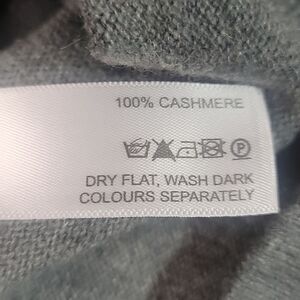 100% CASHMERE
DRY FLAT, WASH DARK
COLOURS SEPARATELY